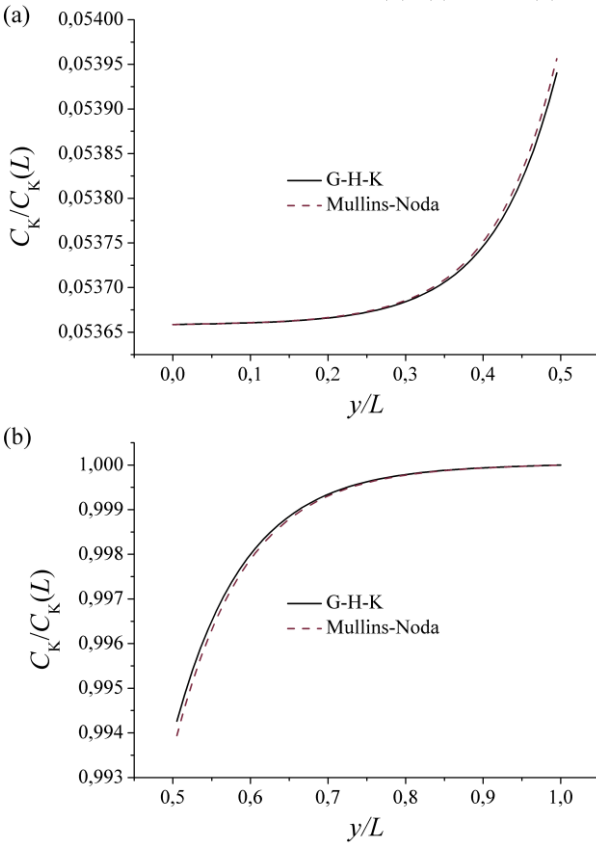 (a)
0,05400
0,05395
0,05390
0,05385
0,05380
0,05375
0,05370
0,05365
C_K/C_K(L)
G-H-K
Mullins-Noda
0,0 0,1 0,2 0,3 0,4 0,5
y/L
(b)
1,000
0,999
0,998
0,997
0,996
0,995
0,994
0,993
C_K/C_K(L)
G-H-K
Mullins-Noda
0,5 0,6 0,7 0,8 0,9 1,0
y/L